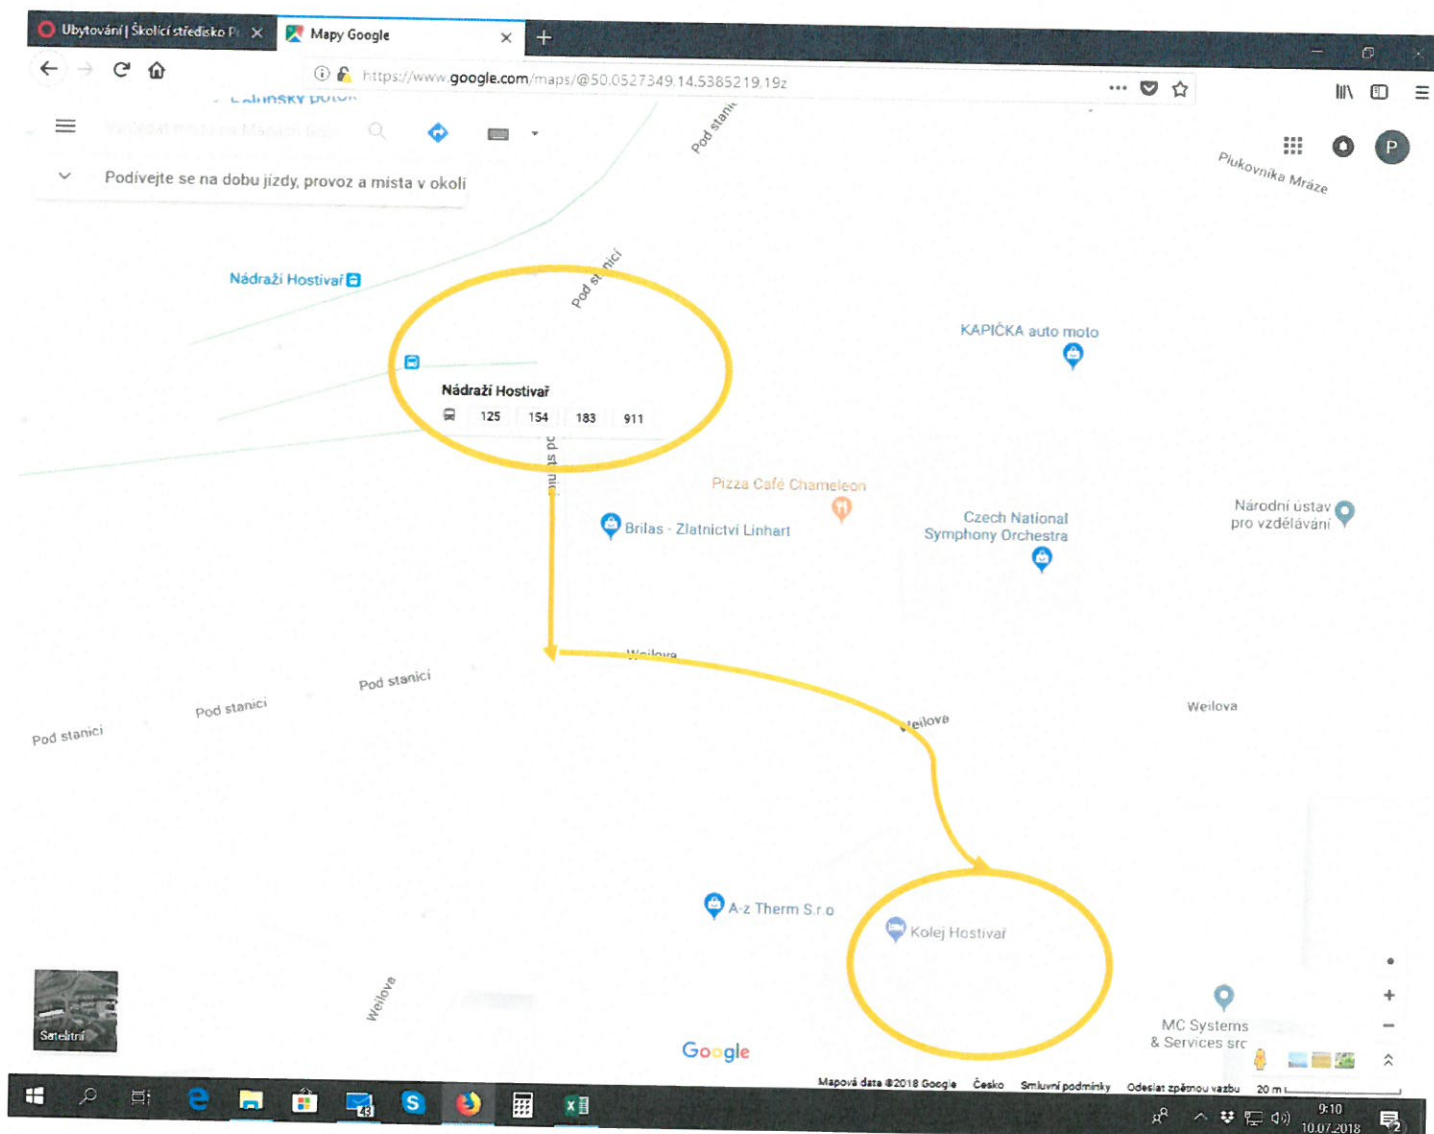 Ubytování | Školící středisko P
Mapy Google
https://www.google.com/maps/@50.0527349,14.5385219,19z
Pod stanic
P
Podívejte se na dobu jízdy, provoz a místa v okolí
Plukovníka Mráze
Nádraží Hostivař
Pod stanicí
KAPIČKA auto moto
Nádraží Hostivař
125 154 183 911
Pizza Café Chameleon
Brilas - Zlatnictví Linhart
Czech National
Symphony Orchestra
Národní ústav
pro vzdělávání
Weilova
Pod stanicí
Pod stanicí
Pod stanicí
Weilova
Weilova
A-z Therm S.r.o
Kolej Hostivař
Weilova
Satelitní
MC Systems
& Services src
Google
Mapová data ©2018 Google Česko Smluvní podmínky Odeslat zpětnou vazbu 20 m
43
9:10
10.07.2018
2